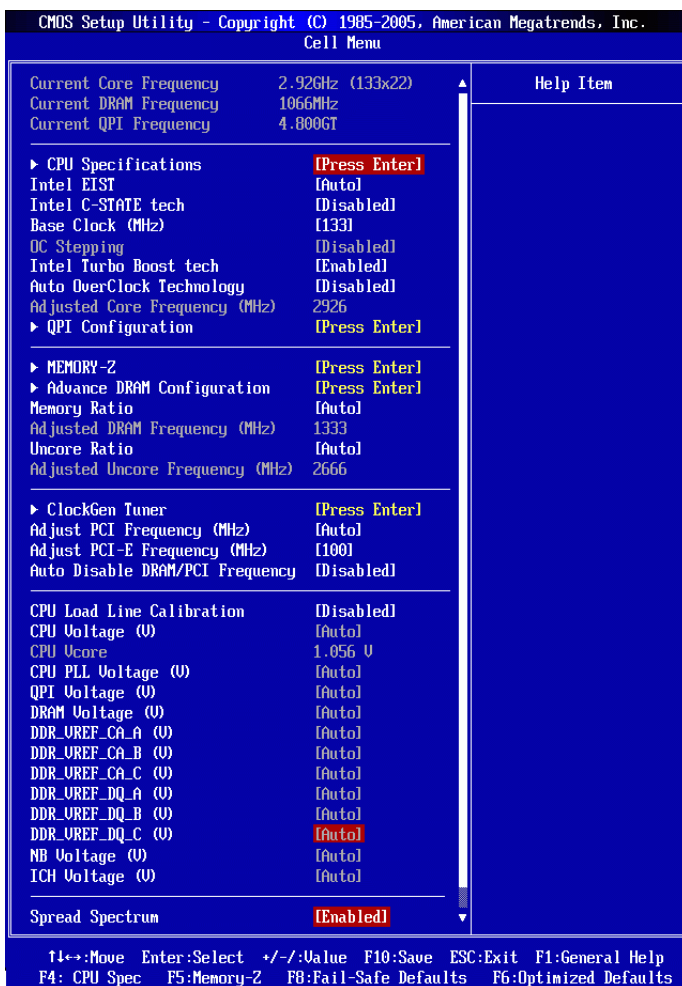 CMOS Setup Utility - Copyright (C) 1985-2005, American Megatrends, Inc.
Cell Menu
Current Core Frequency 2.92GHz (133x22)
Current DRAM Frequency 1066MHz
Current QPI Frequency 4.800GT
▶ CPU Specifications [Press Enter]
Intel EIST [Auto]
Intel C-STATE tech [Disabled]
Base Clock (MHz) [133]
OC Stepping [Disabled]
Intel Turbo Boost tech [Enabled]
Auto OverClock Technology [Disabled]
Adjusted Core Frequency (MHz) 2926
▶ QPI Configuration [Press Enter]
▶ MEMORY-Z [Press Enter]
▶ Advance DRAM Configuration [Press Enter]
Memory Ratio [Auto]
Adjusted DRAM Frequency (MHz) 1333
Uncore Ratio [Auto]
Adjusted Uncore Frequency (MHz) 2666
▶ ClockGen Tuner [Press Enter]
Adjust PCI Frequency (MHz) [Auto]
Adjust PCI-E Frequency (MHz) [100]
Auto Disable DRAM/PCI Frequency [Disabled]
CPU Load Line Calibration [Disabled]
CPU Voltage (V) [Auto]
CPU Vcore 1.056 V
CPU PLL Voltage (V) [Auto]
QPI Voltage (V) [Auto]
DRAM Voltage (V) [Auto]
DDR_VREF_CA_A (V) [Auto]
DDR_VREF_CA_B (V) [Auto]
DDR_VREF_CA_C (V) [Auto]
DDR_VREF_DQ_A (V) [Auto]
DDR_VREF_DQ_B (V) [Auto]
DDR_VREF_DQ_C (V) [Auto]
NB Voltage (V) [Auto]
ICH Voltage (V) [Auto]
Spread Spectrum [Enabled]
Help Item
↑↓←→:Move Enter:Select +/-/:Value F10:Save ESC:Exit F1:General Help
F4: CPU Spec F5:Memory-Z F8:Fail-Safe Defaults F6:Optimized Defaults